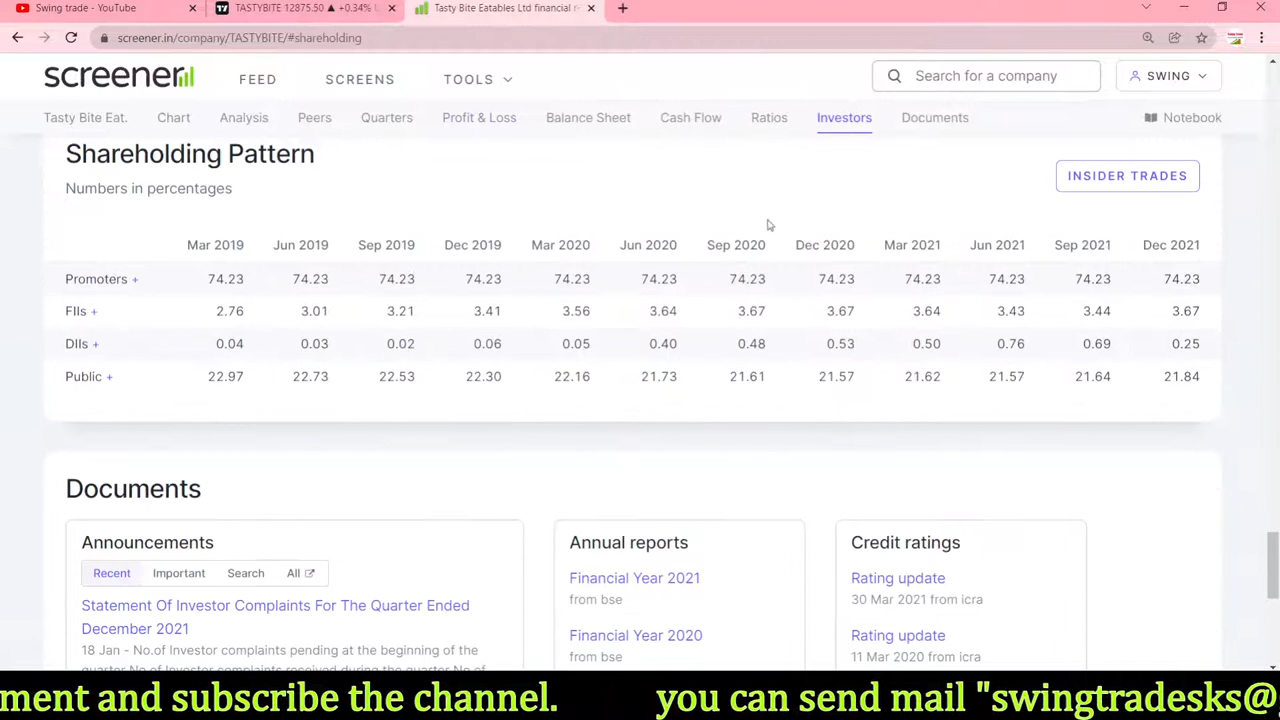 Swing trade - YouTube
TASTYBITE 12875.50 ▲ +0.34%
Tasty Bite Eatables Ltd financial
screener.in/company/TASTYBITE/#shareholding
screener
FEED
SCREENS
TOOLS
Search for a company
SWING
Tasty Bite Eat. Chart Analysis Peers Quarters Profit & Loss Balance Sheet Cash Flow Ratios Investors Documents Notebook
Shareholding Pattern
Numbers in percentages
INSIDER TRADES
Mar 2019 Jun 2019 Sep 2019 Dec 2019 Mar 2020 Jun 2020 Sep 2020 Dec 2020 Mar 2021 Jun 2021 Sep 2021 Dec 2021
Promoters + 74.23 74.23 74.23 74.23 74.23 74.23 74.23 74.23 74.23 74.23 74.23 74.23
FIIs + 2.76 3.01 3.21 3.41 3.56 3.64 3.67 3.67 3.64 3.43 3.44 3.67
DIIs + 0.04 0.03 0.02 0.06 0.05 0.40 0.48 0.53 0.50 0.76 0.69 0.25
Public + 22.97 22.73 22.53 22.30 22.16 21.73 21.61 21.57 21.62 21.57 21.64 21.84
Documents
Announcements
Recent Important Search All
Statement Of Investor Complaints For The Quarter Ended
December 2021
18 Jan - No.of Investor complaints pending at the beginning of the
quarter No of Investor complaints received during the quarter No of
Annual reports
Financial Year 2021
from bse
Financial Year 2020
from bse
Credit ratings
Rating update
30 Mar 2021 from icra
Rating update
11 Mar 2020 from icra
ment and subscribe the channel. you can send mail "swingtradesks@